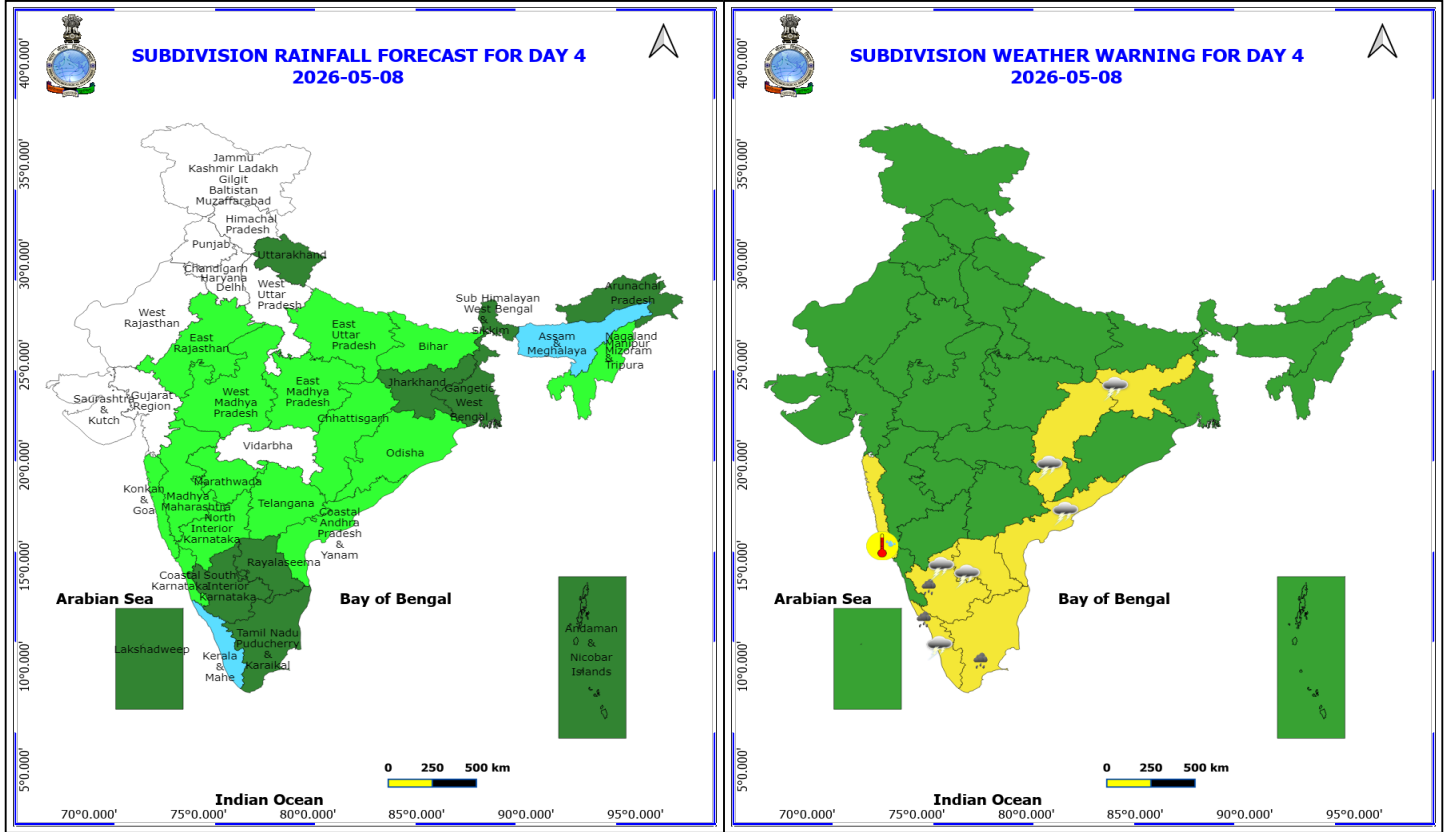 SUBDIVISION RAINFALL FORECAST FOR DAY 4
2026-05-08
40°0.000'
35°0.000'
30°0.000'
25°0.000'
20°0.000'
15°0.000'
10°0.000'
5°0.000'
Jammu
Kashmir Ladakh
Gilgit
Baltistan
Muzaffarabad
Himachal
Pradesh
Punjab
Uttarakhand
Chandigarh
Haryana
Delhi
West
Uttar
Pradesh
Arunachal
Pradesh
Sub Himalayan
West Bengal
&
Sikkim
West
Rajasthan
East
Rajasthan
East
Uttar
Pradesh
Bihar
Assam
&
Meghalaya
Nagaland
Manipur
Mizoram
&
Tripura
Saurashtra
&
Kutch
Gujarat
Region
West
Madhya
Pradesh
East
Madhya
Pradesh
Jharkhand
Gangetic
West
Bengal
Chhattisgarh
Vidarbha
Odisha
Konkan
&
Goa
Madhya
Maharashtra
Marathwada
Telangana
North
Interior
Karnataka
Coastal
Andhra
Pradesh
&
Yanam
Rayalaseema
Coastal
Karnataka
South
Interior
Karnataka
Arabian Sea
Bay of Bengal
Lakshadweep
Kerala
&
Mahe
Tamil Nadu
Puducherry
&
Karaikal
Andaman
&
Nicobar
Islands
0 250 500 km
Indian Ocean
70°0.000' 75°0.000' 80°0.000' 85°0.000' 90°0.000' 95°0.000'
SUBDIVISION WEATHER WARNING FOR DAY 4
2026-05-08
40°0.000'
35°0.000'
30°0.000'
25°0.000'
20°0.000'
15°0.000'
10°0.000'
5°0.000'
Arabian Sea
Bay of Bengal
0 250 500 km
Indian Ocean
70°0.000' 75°0.000' 80°0.000' 85°0.000' 90°0.000' 95°0.000'